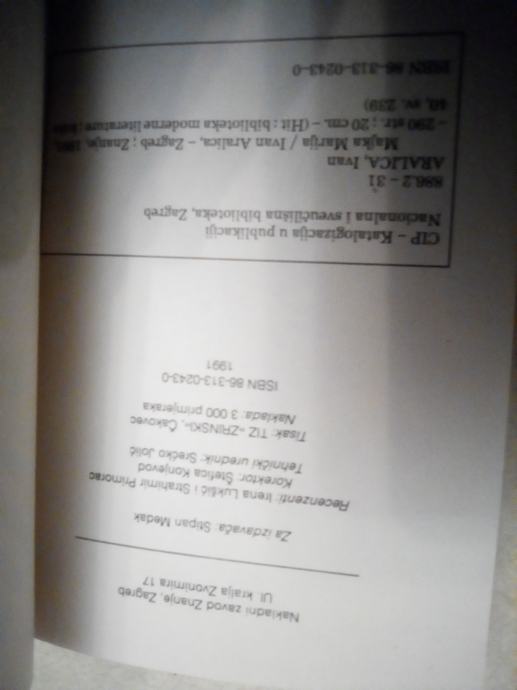 Nakladni zavod Znanje, Zagreb
Ul. kralja Zvonimira 17
Za izdavača: Stipan Medak
Recenzenti: Irena Lukšić i Strahimir Primorac
Korektor: Štefica Konjevod
Tehnički urednik: Srećko Jolić
Tisak: TIZ »ZRINSKI«, Čakovec
Naklada: 3 000 primjeraka
ISBN 86-313-0243-0
1991
CIP – Katalogizacija u publikaciji
Nacionalna i sveučilišna biblioteka, Zagreb
886.2 – 31
ARALICA, Ivan
Majka Marija / Ivan Aralica, – Zagreb ; Znanje, 1991.
– 290 str ; 20 cm. – (Hit : biblioteka moderne literature ;
40, sv. 239)
ISBN 86-313-0243-0